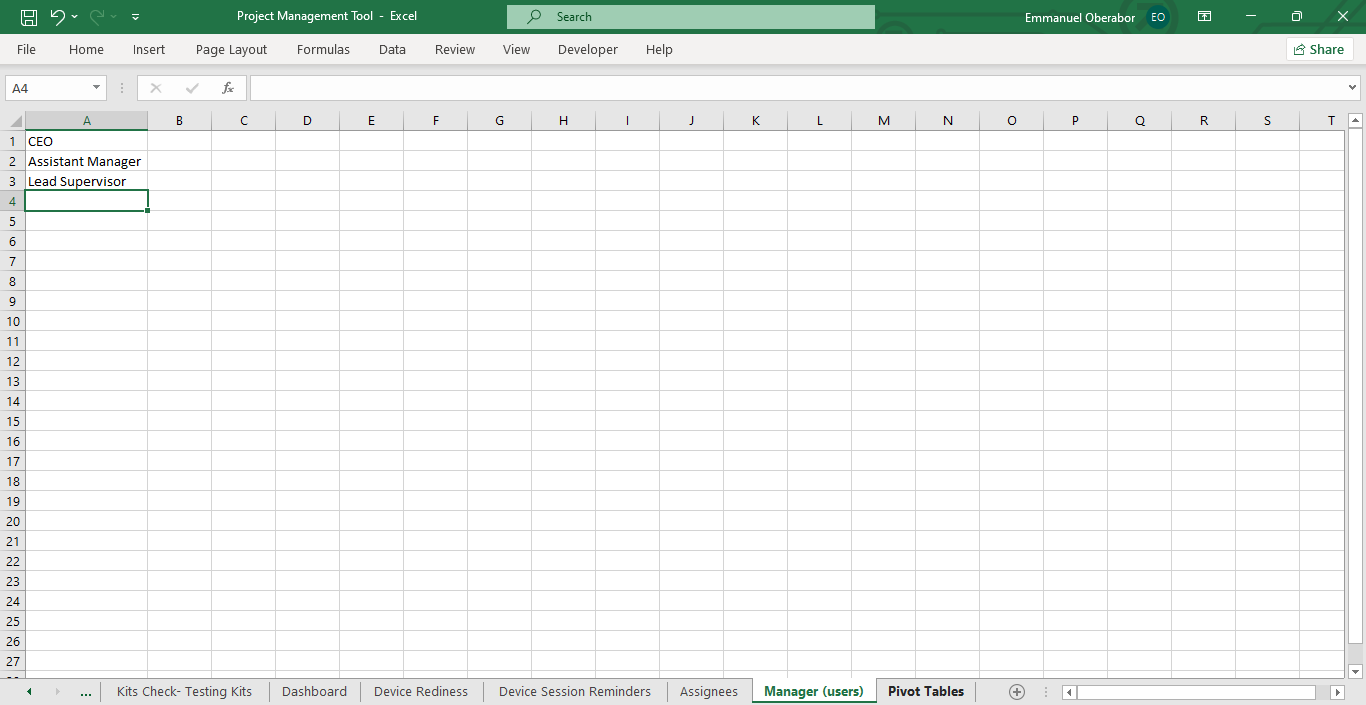 Project Management Tool - Excel
Search
Emmanuel Oberabor EO
File Home Insert Page Layout Formulas Data Review View Developer Help Share
A4 fx
A B C D E F G H I J K L M N O P Q R S T
1 CEO
2 Assistant Manager
3 Lead Supervisor
4
5
6
7
8
9
10
11
12
13
14
15
16
17
18
19
20
21
22
23
24
25
26
27
... Kits Check- Testing Kits Dashboard Device Rediness Device Session Reminders Assignees Manager (users) Pivot Tables